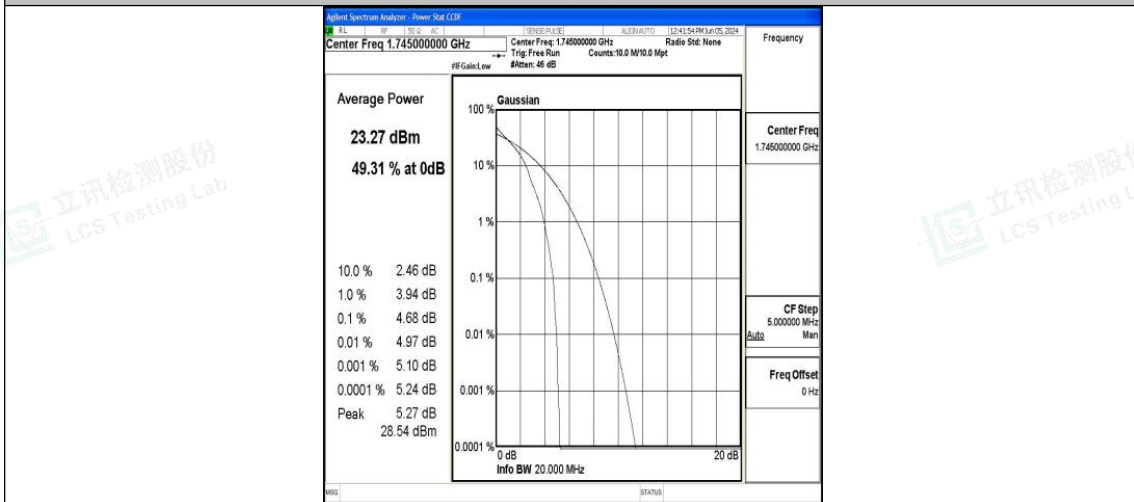 Agilent Spectrum Analyzer - Power Stat CCDF
RL RF 50 Ω AC SENSE:PULSE ALIGN AUTO 12:41:54 PM Jun 05, 2024
Center Freq 1.745000000 GHz
Center Freq: 1.745000000 GHz Radio Std: None
Trig: Free Run Counts:10.0 M/10.0 Mpt
#IFGain:Low #Atten: 46 dB
Frequency
Average Power
23.27 dBm
49.31 % at 0dB
10.0 % 2.46 dB
1.0 % 3.94 dB
0.1 % 4.68 dB
0.01 % 4.97 dB
0.001 % 5.10 dB
0.0001 % 5.24 dB
Peak 5.27 dB
28.54 dBm
Gaussian
100 %
10 %
1 %
0.1 %
0.01 %
0.001 %
0.0001 %
0 dB 20 dB
Info BW 20.000 MHz
Center Freq
1.745000000 GHz
CF Step
5.000000 MHz
Auto Man
Freq Offset
0 Hz
MSG STATUS
立讯检测股份
LCS Testing Lab
立讯检测股份
LCS Testing L